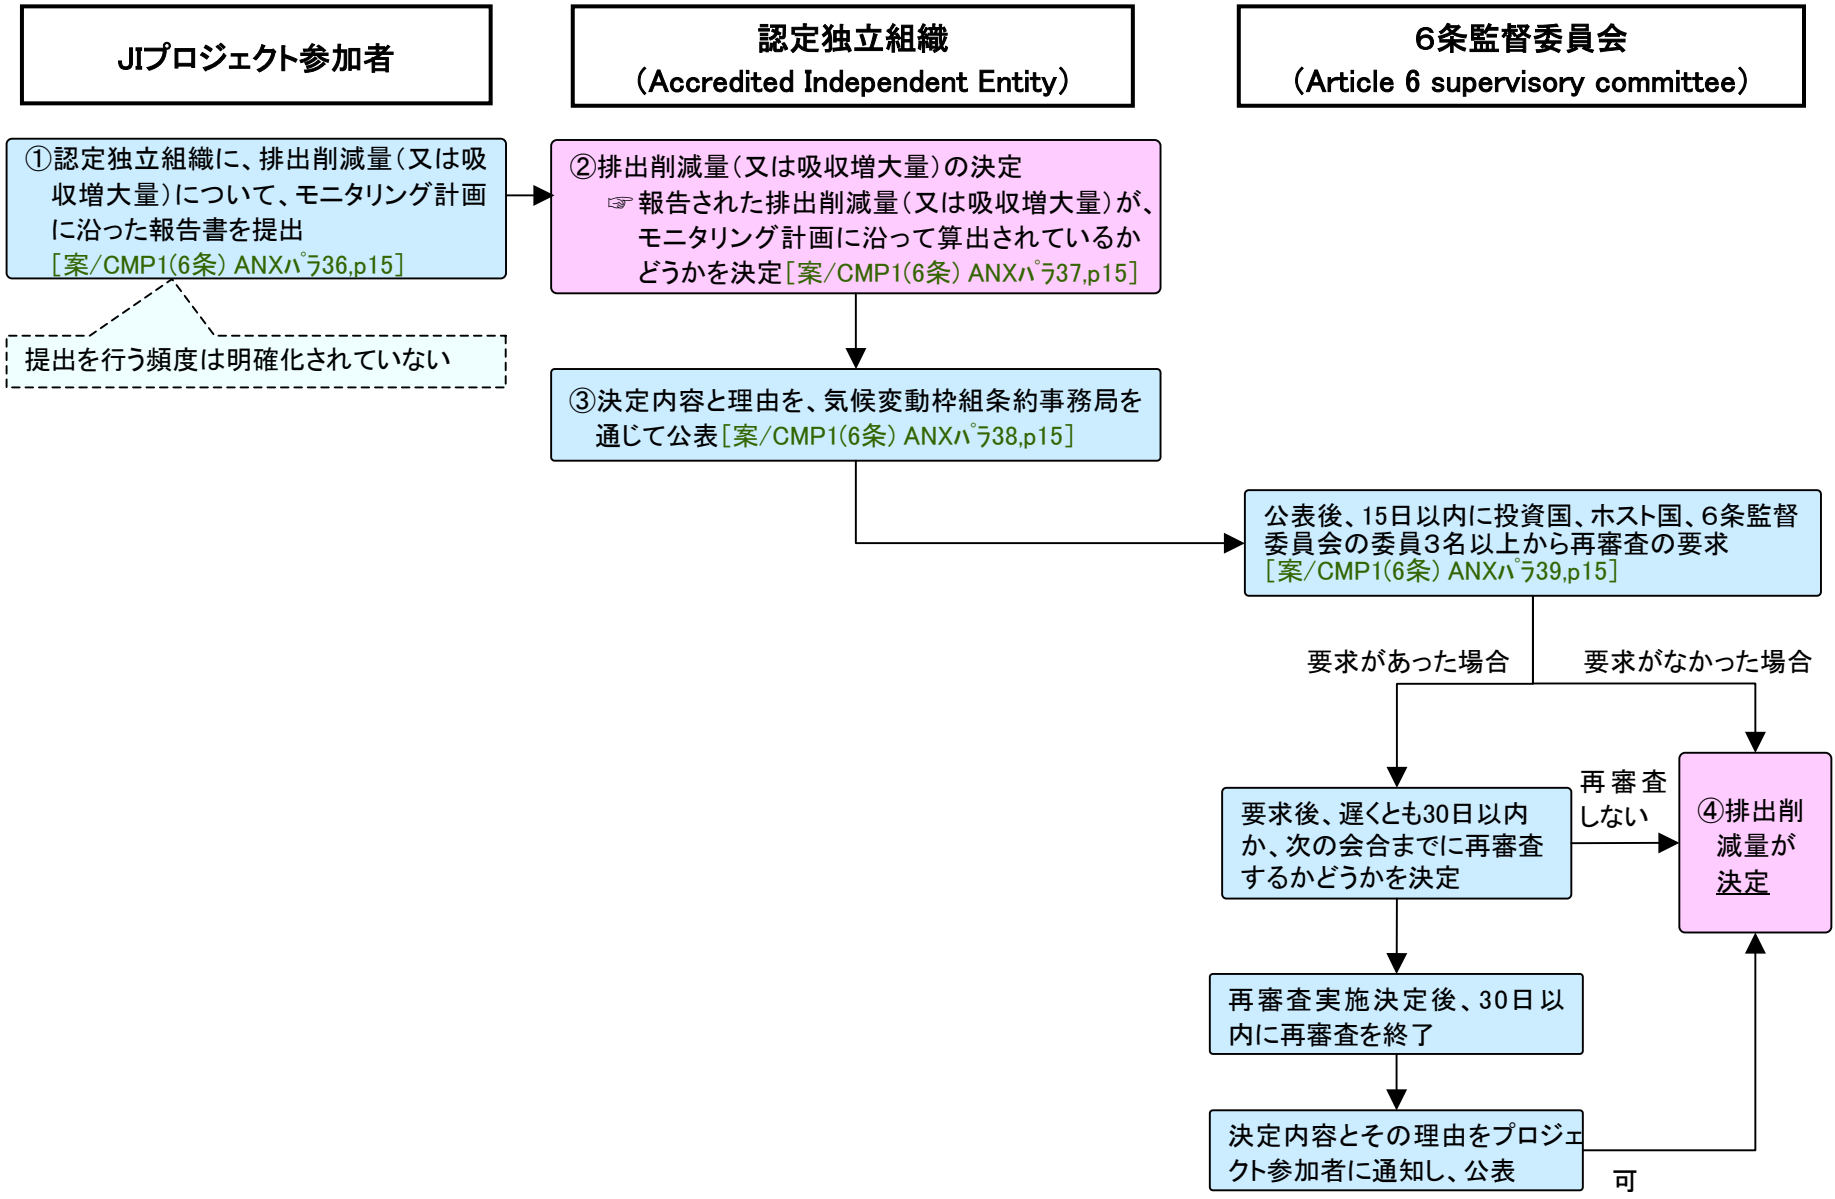 JIプロジェクト参加者
認定独立組織
（Accredited Independent Entity）
６条監督委員会
（Article 6 supervisory committee）
①認定独立組織に、排出削減量（又は吸
収増大量）について、モニタリング計画
に沿った報告書を提出
［案/CMP1(6条) ANXﾊﾟﾗ36,p15］
提出を行う頻度は明確化されていない
②排出削減量（又は吸収増大量）の決定
☞報告された排出削減量（又は吸収増大量）が、
モニタリング計画に沿って算出されているか
どうかを決定［案/CMP1(6条) ANXﾊﾟﾗ37,p15］
③決定内容と理由を、気候変動枠組条約事務局を
通じて公表［案/CMP1(6条) ANXﾊﾟﾗ38,p15］
公表後、15日以内に投資国、ホスト国、６条監督
委員会の委員３名以上から再審査の要求
［案/CMP1(6条) ANXﾊﾟﾗ39,p15］
要求があった場合
要求がなかった場合
要求後、遅くとも30日以内
か、次の会合までに再審査
するかどうかを決定
再審査
しない
④排出削
減量が
決定
再審査実施決定後、30日以
内に再審査を終了
決定内容とその理由をプロジェ
クト参加者に通知し、公表
可